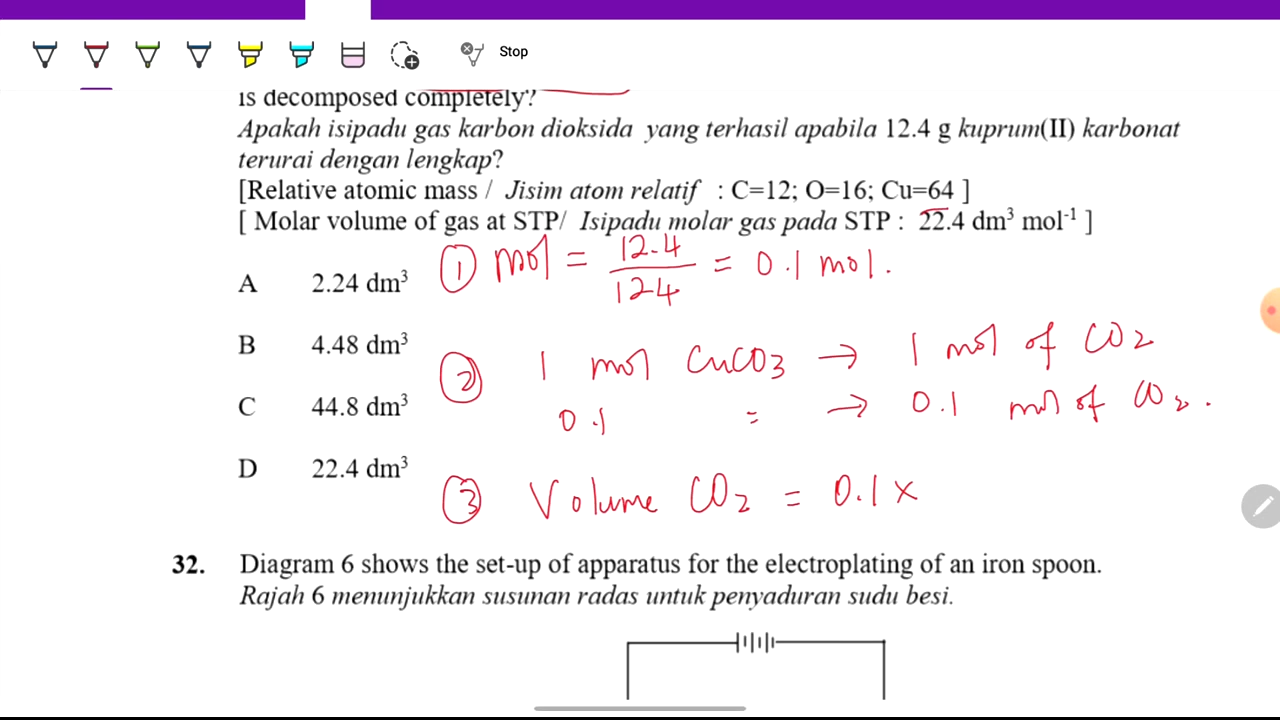 Stop
is decomposed completely?
Apakah isipadu gas karbon dioksida yang terhasil apabila 12.4 g kuprum(II) karbonat
terurai dengan lengkap?
[Relative atomic mass / Jisim atom relatif : C=12; O=16; Cu=64 ]
[ Molar volume of gas at STP/ Isipadu molar gas pada STP : 22.4 dm³ mol⁻¹ ]
① mol = 12.4 / 124 = 0.1 mol.
A 2.24 dm³
B 4.48 dm³
② 1 mol CuCO3 → 1 mol of CO2
C 44.8 dm³
0.1 = → 0.1 mol of CO2.
D 22.4 dm³
③ Volume CO2 = 0.1 x
32. Diagram 6 shows the set-up of apparatus for the electroplating of an iron spoon.
Rajah 6 menunjukkan susunan radas untuk penyaduran sudu besi.